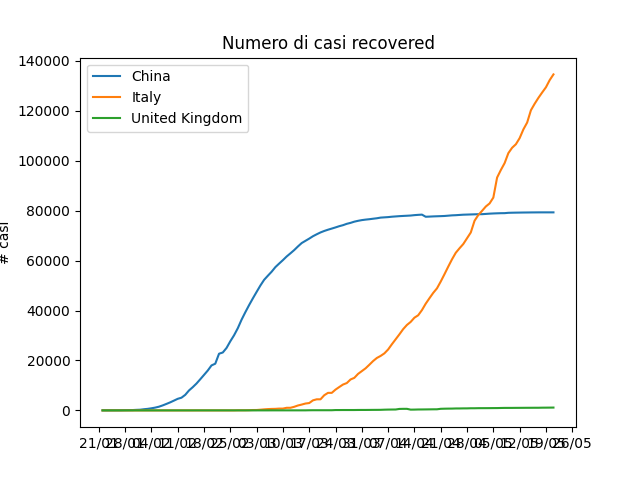 Numero di casi recovered
China
Italy
United Kingdom
140000
120000
100000
80000
60000
40000
20000
0
# casi
21/01 28/01 04/02 11/02 18/02 25/02 03/03 10/03 17/03 24/03 31/03 07/04 14/04 21/04 28/04 05/05 12/05 19/05 26/05